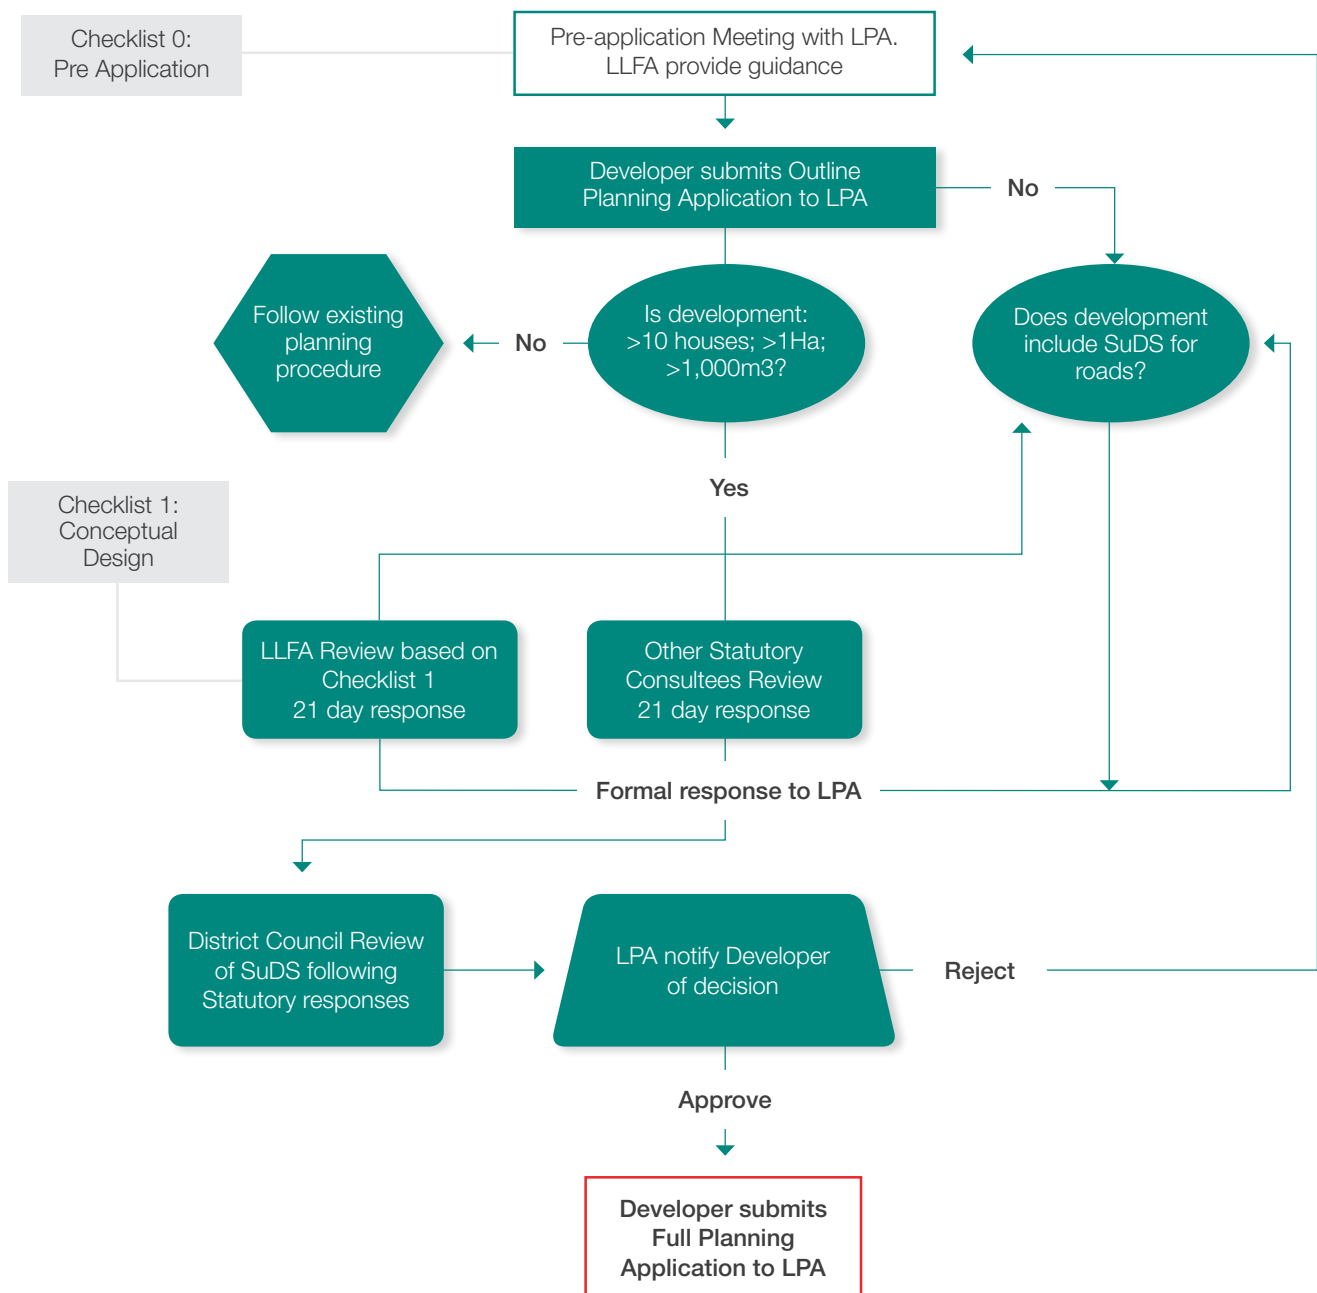 Checklist 0:
Pre Application
Pre-application Meeting with LPA.
LLFA provide guidance
Developer submits Outline
Planning Application to LPA
No
Follow existing
planning
procedure
No
Is development:
>10 houses; >1Ha;
>1,000m3?
Does development
include SuDS for
roads?
Yes
Checklist 1:
Conceptual
Design
LLFA Review based on
Checklist 1
21 day response
Other Statutory
Consultees Review
21 day response
Formal response to LPA
District Council Review
of SuDS following
Statutory responses
LPA notify Developer
of decision
Reject
Approve
Developer submits
Full Planning
Application to LPA